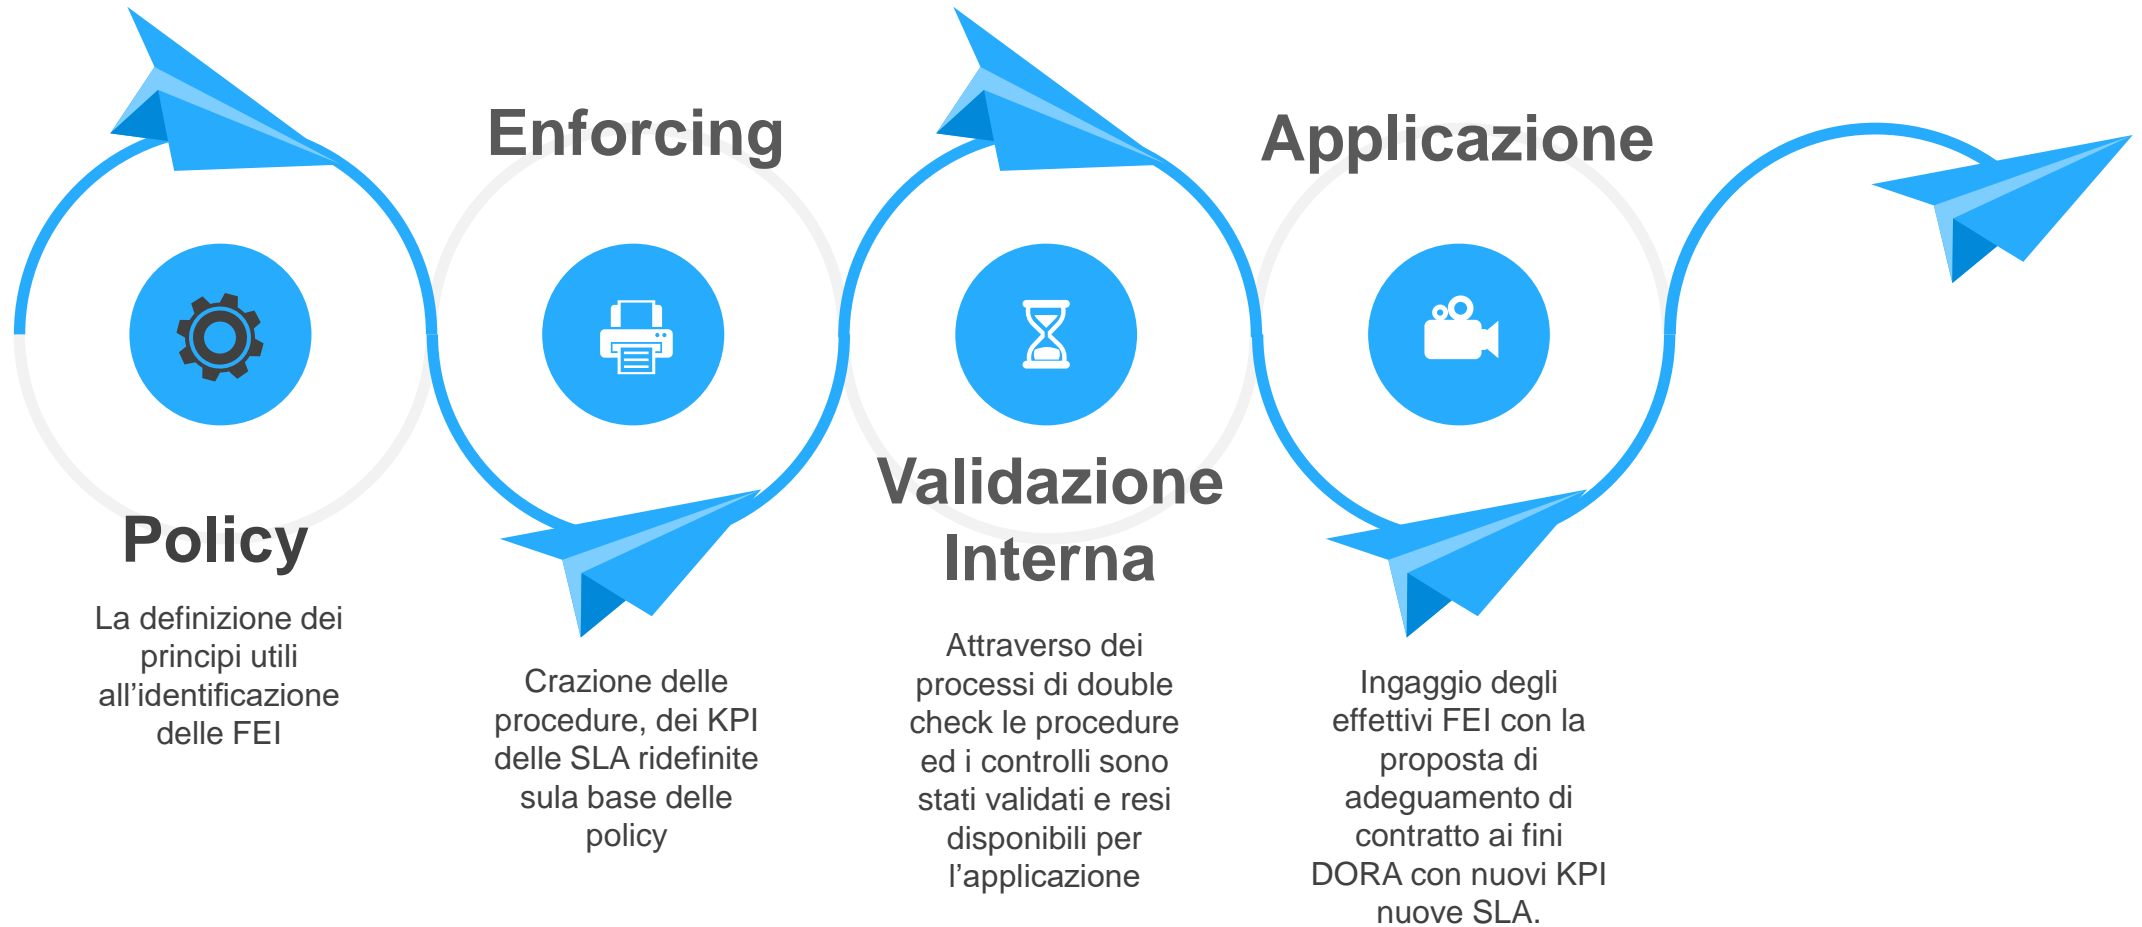 Policy
La definizione dei
principi utili
all’identificazione
delle FEI
Enforcing
Crazione delle
procedure, dei KPI
delle SLA ridefinite
sula base delle
policy
Validazione
Interna
Attraverso dei
processi di double
check le procedure
ed i controlli sono
stati validati e resi
disponibili per
l’applicazione
Applicazione
Ingaggio degli
effettivi FEI con la
proposta di
adeguamento di
contratto ai fini
DORA con nuovi KPI
nuove SLA.